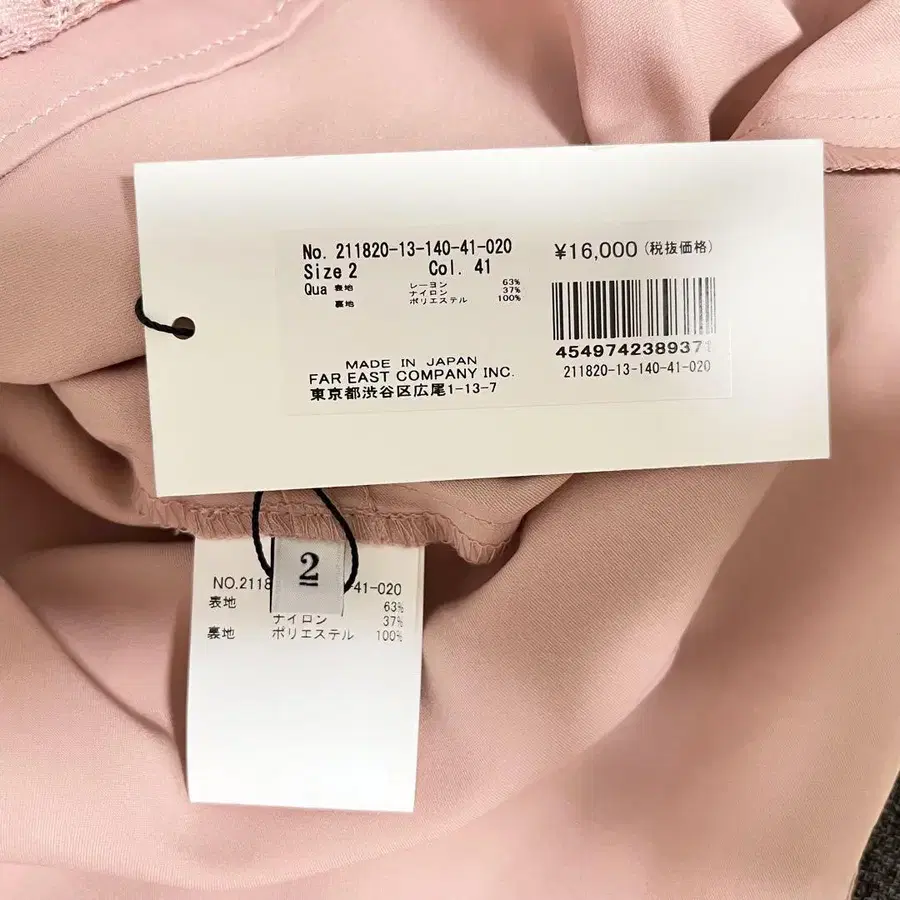 No. 211820-13-140-41-020
¥16,000 (税抜価格)
Size 2 Col. 41
Qua 表地 レーヨン 63%
ナイロン 37%
裏地 ポリエステル 100%
4549742389371
211820-13-140-41-020
MADE IN JAPAN
FAR EAST COMPANY INC.
東京都渋谷区広尾1-13-7
2
NO.2118 -41-020
表地 63%
ナイロン 37%
裏地 ポリエステル 100%